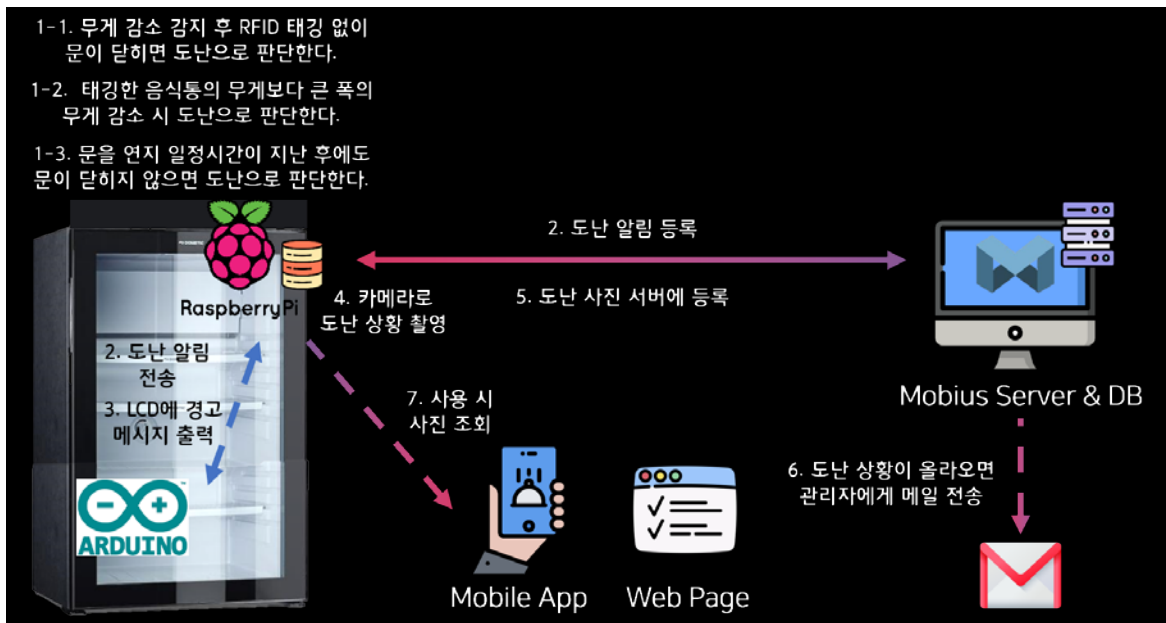 1-1. 무게 감소 감지 후 RFID 태깅 없이
문이 닫히면 도난으로 판단한다.
1-2. 태깅한 음식통의 무게보다 큰 폭의
무게 감소 시 도난으로 판단한다.
1-3. 문을 연지 일정시간이 지난 후에도
문이 닫히지 않으면 도난으로 판단한다.
RaspberryPi
2. 도난 알림
전송
3. LCD에 경고
메시지 출력
ARDUINO
2. 도난 알림 등록
5. 도난 사진 서버에 등록
4. 카메라로
도난 상황 촬영
7. 사용 시
사진 조회
Mobile App
Web Page
Mobius Server & DB
6. 도난 상황이 올라오면
관리자에게 메일 전송